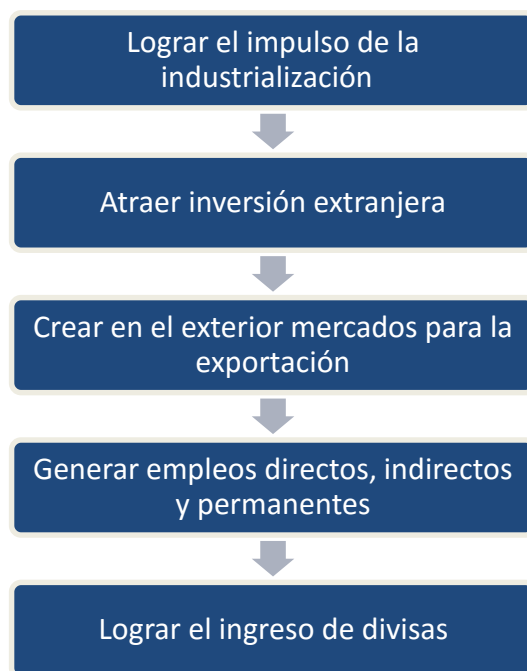 Lograr el impulso de la
industrialización
Atraer inversión extranjera
Crear en el exterior mercados para la
exportación
Generar empleos directos, indirectos
y permanentes
Lograr el ingreso de divisas